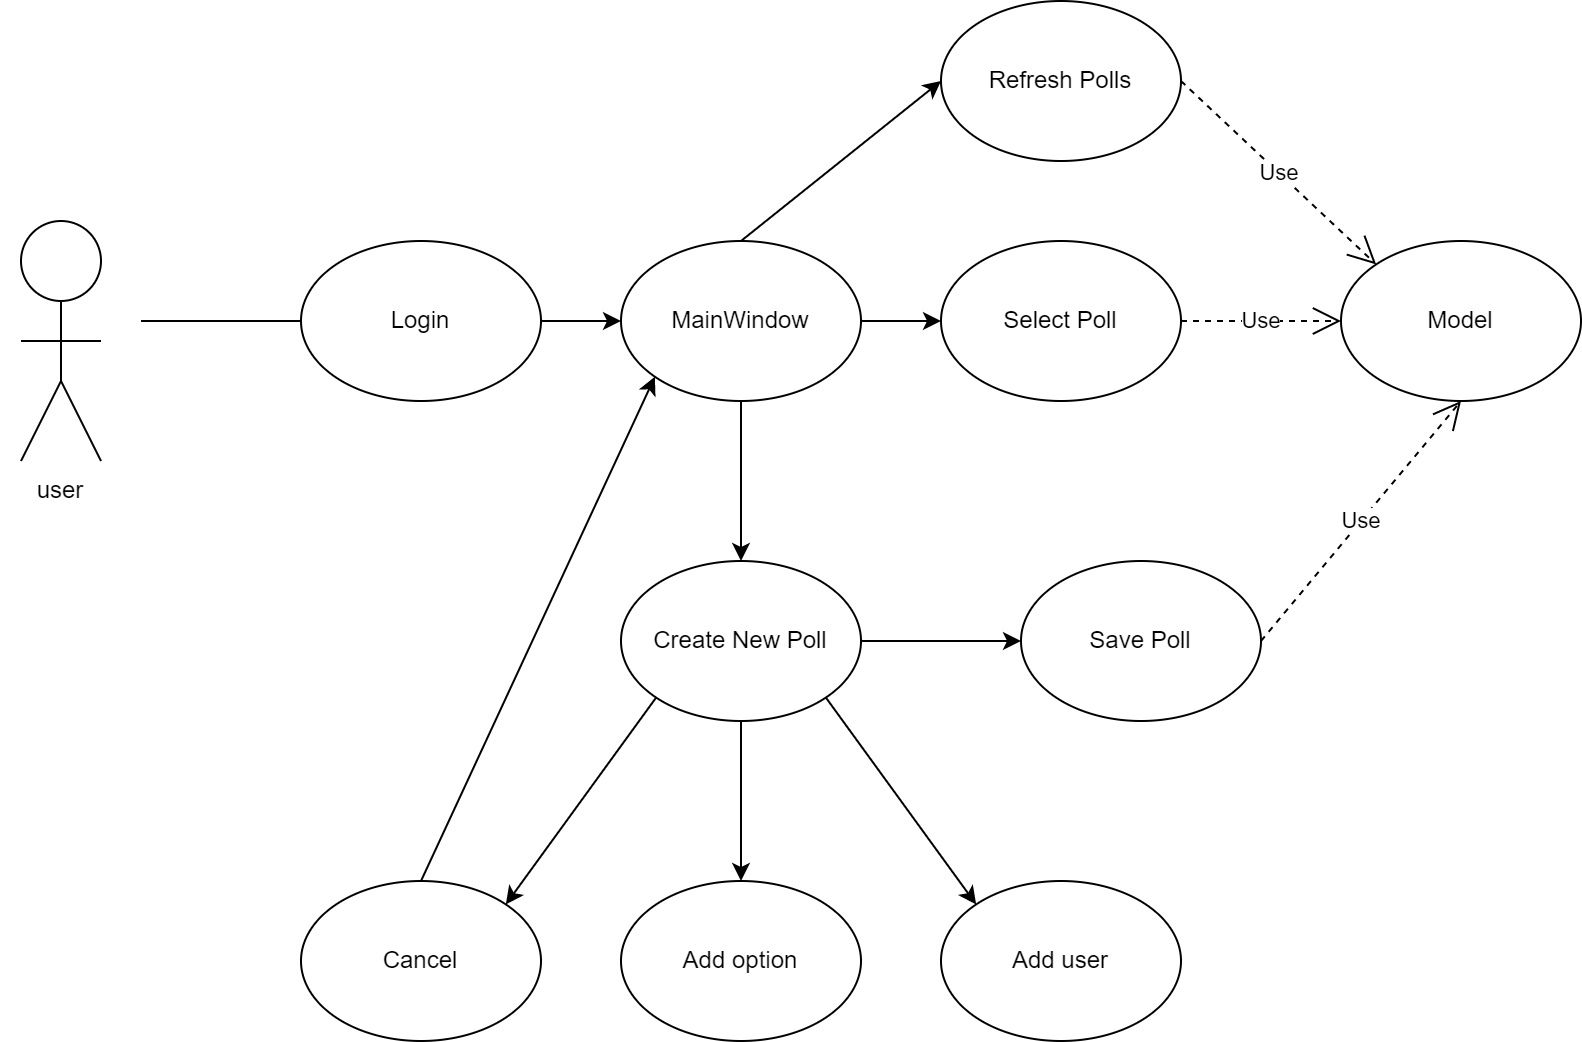 Refresh Polls
Use
Login
MainWindow
Select Poll
Use
Model
user
Use
Create New Poll
Save Poll
Cancel
Add option
Add user